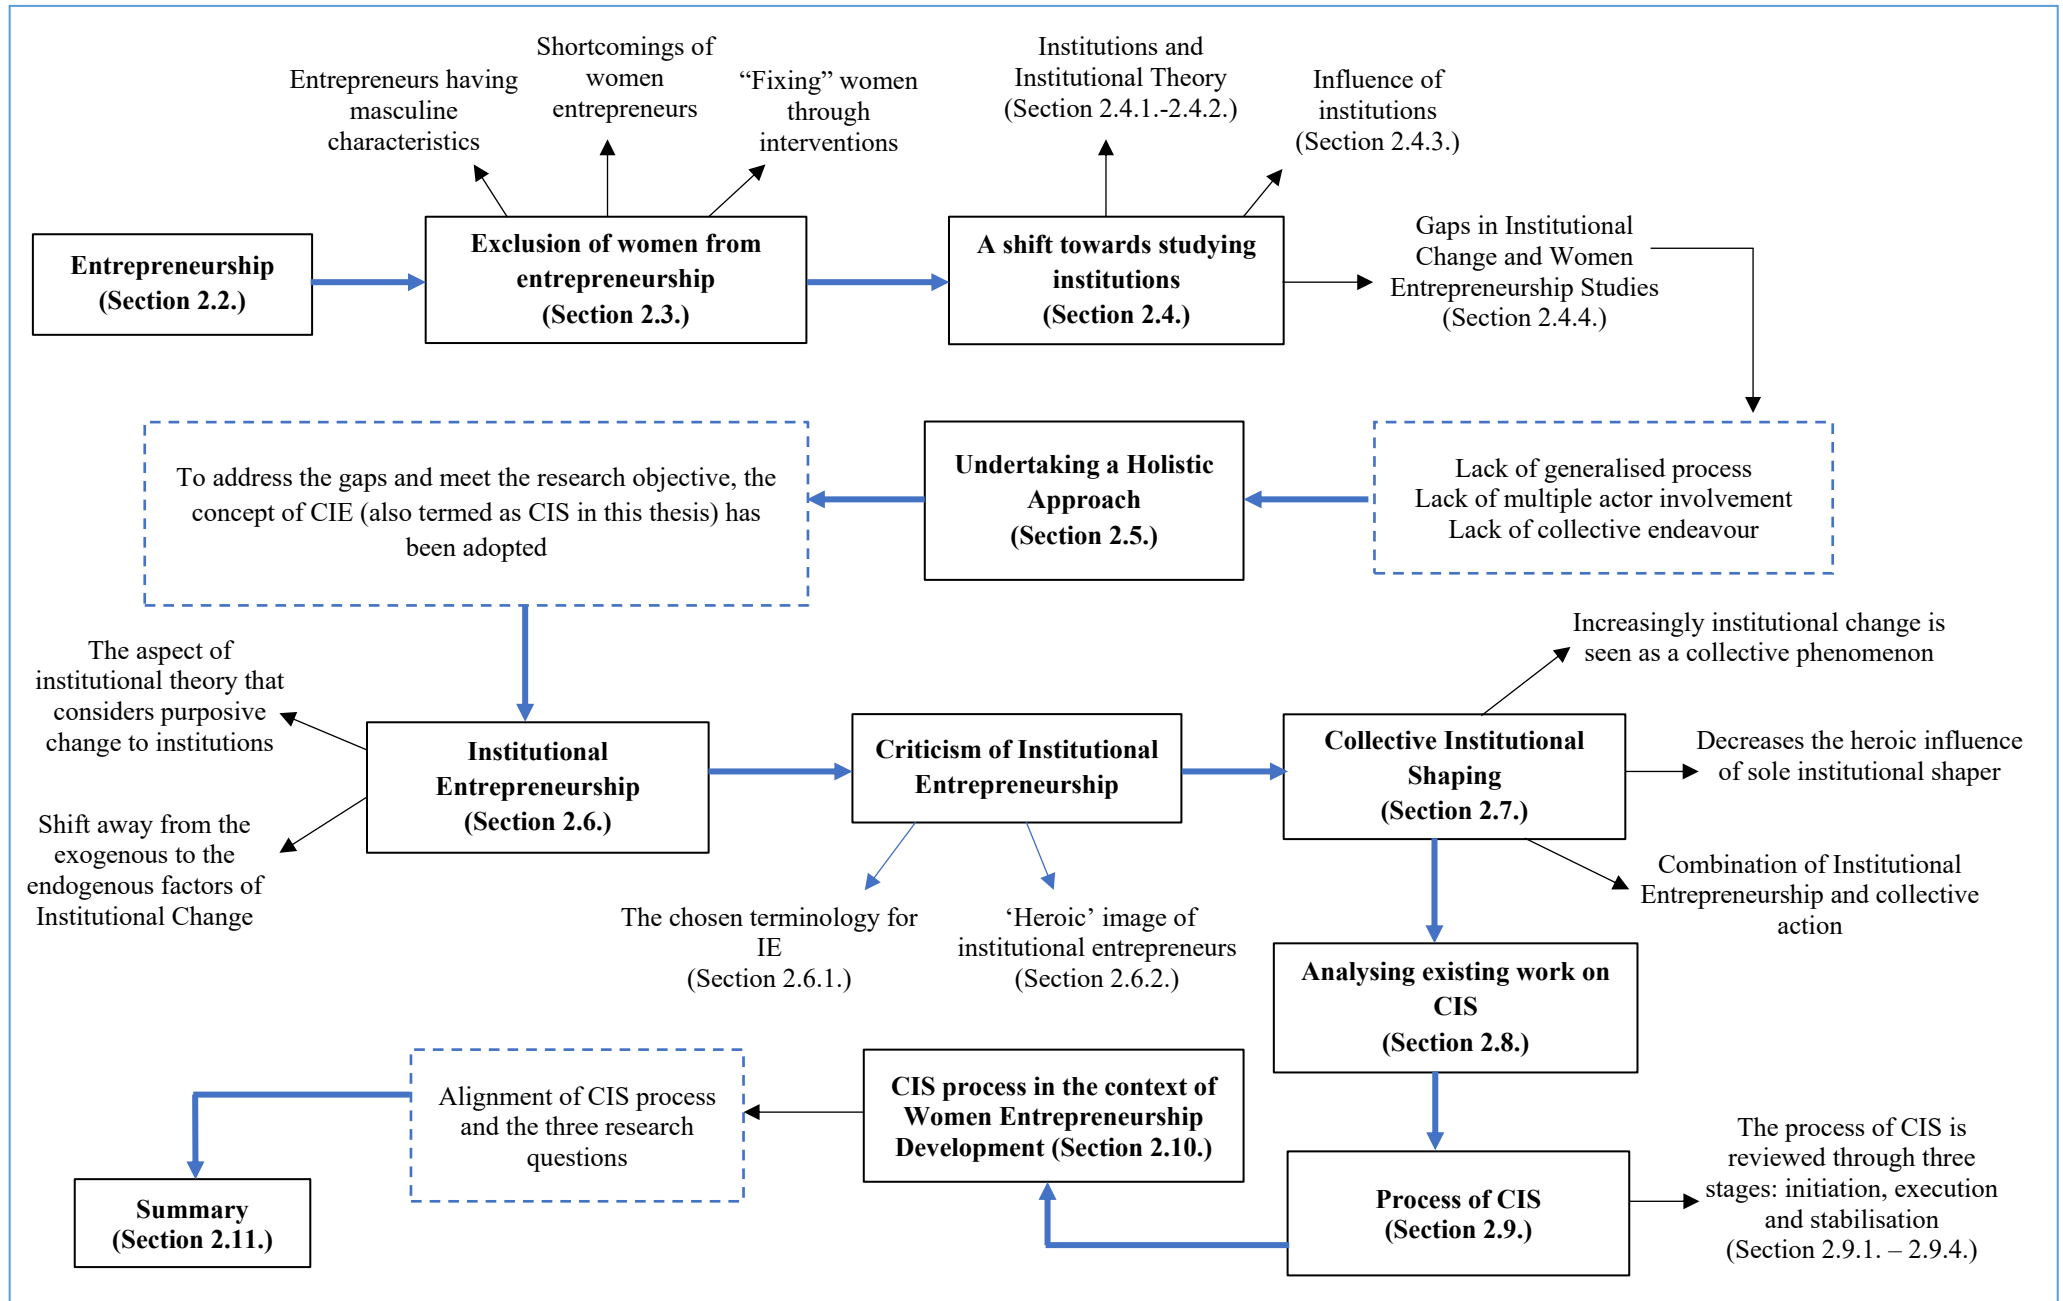 Entrepreneurs having
masculine
characteristics
Shortcomings of
women
entrepreneurs
“Fixing” women
through
interventions
Institutions and
Institutional Theory
(Section 2.4.1.-2.4.2.)
Influence of
institutions
(Section 2.4.3.)
Entrepreneurship
(Section 2.2.)
Exclusion of women from
entrepreneurship
(Section 2.3.)
A shift towards studying
institutions
(Section 2.4.)
Gaps in Institutional
Change and Women
Entrepreneurship Studies
(Section 2.4.4.)
Lack of generalised process
Lack of multiple actor involvement
Lack of collective endeavour
Undertaking a Holistic
Approach
(Section 2.5.)
To address the gaps and meet the research objective, the
concept of CIE (also termed as CIS in this thesis) has
been adopted
The aspect of
institutional theory that
considers purposive
change to institutions
Shift away from the
exogenous to the
endogenous factors of
Institutional Change
Institutional
Entrepreneurship
(Section 2.6.)
Criticism of Institutional
Entrepreneurship
The chosen terminology for
IE
(Section 2.6.1.)
‘Heroic’ image of
institutional entrepreneurs
(Section 2.6.2.)
Collective Institutional
Shaping
(Section 2.7.)
Increasingly institutional change is
seen as a collective phenomenon
Decreases the heroic influence
of sole institutional shaper
Combination of Institutional
Entrepreneurship and collective
action
Analysing existing work on
CIS
(Section 2.8.)
Process of CIS
(Section 2.9.)
The process of CIS is
reviewed through three
stages: initiation, execution
and stabilisation
(Section 2.9.1. – 2.9.4.)
CIS process in the context of
Women Entrepreneurship
Development (Section 2.10.)
Alignment of CIS process
and the three research
questions
Summary
(Section 2.11.)